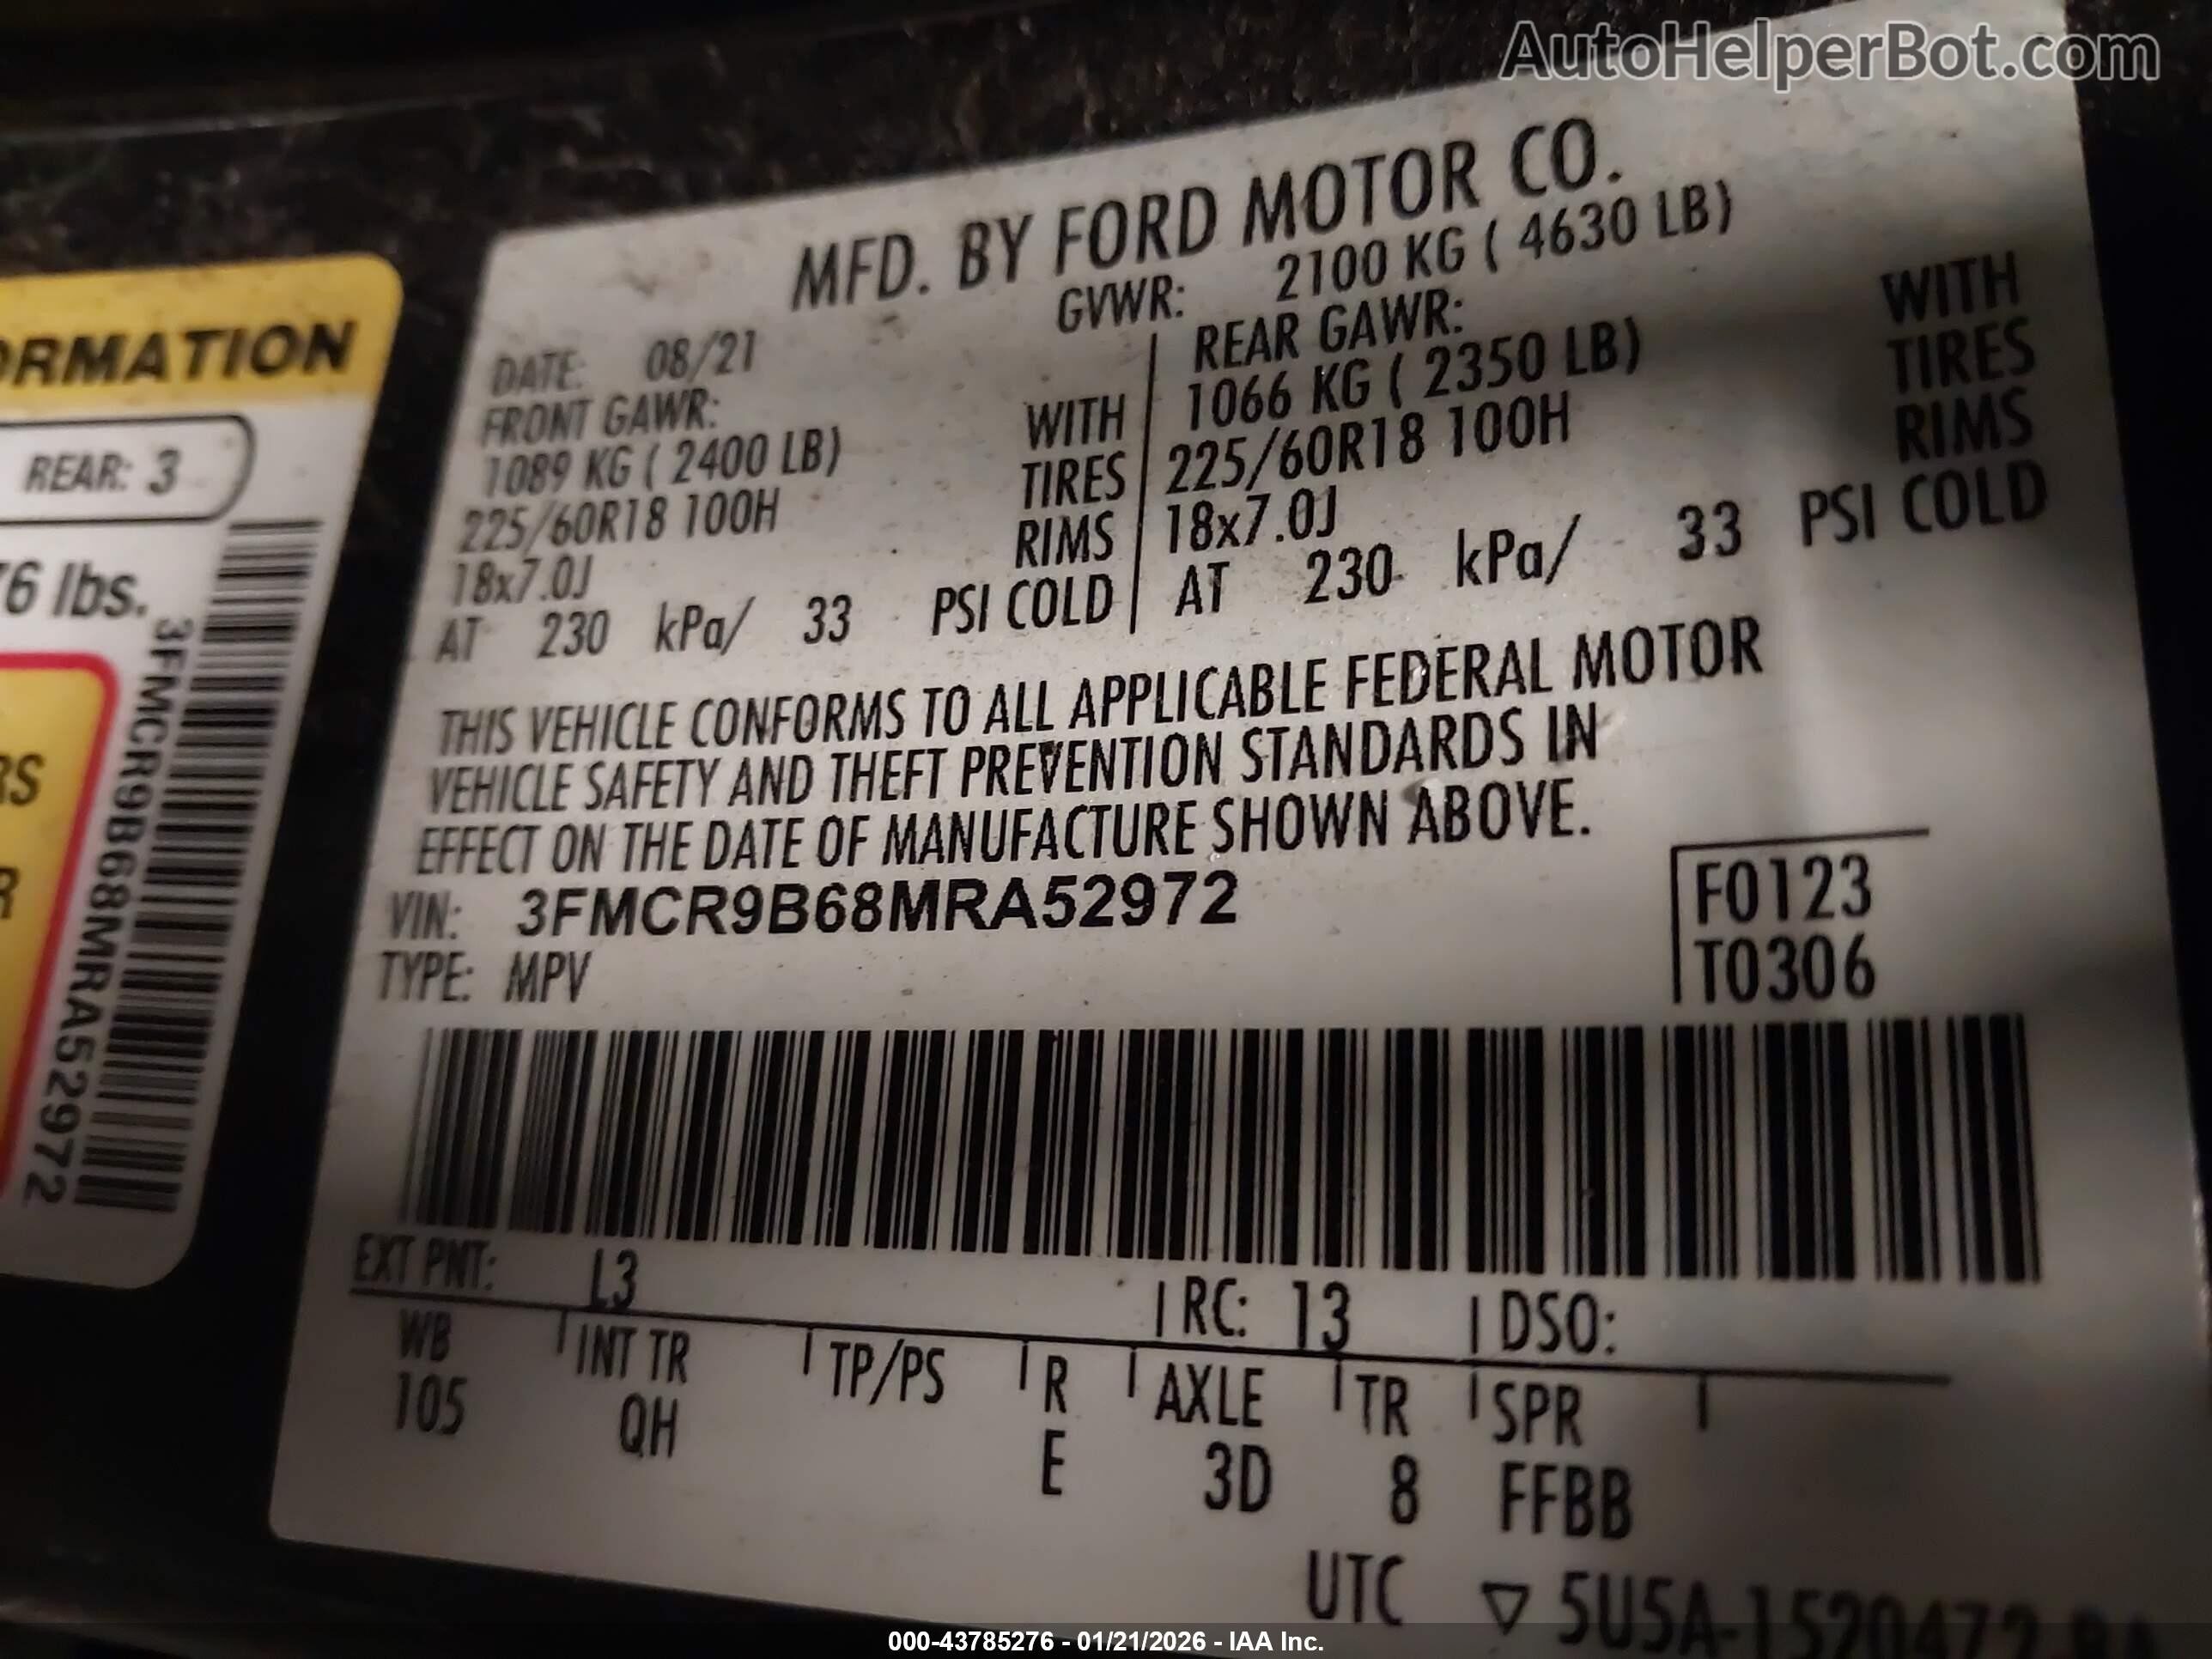 AutoHelperBot.com
MFD. BY FORD MOTOR CO.
DATE: 08/21 GVWR: 2100 KG ( 4630 LB)
FRONT GAWR: REAR GAWR:
1089 KG ( 2400 LB) WITH 1066 KG ( 2350 LB) WITH
225/60R18 100H TIRES 225/60R18 100H TIRES
18x7.0J RIMS 18x7.0J RIMS
AT 230 kPa/ 33 PSI COLD AT 230 kPa/ 33 PSI COLD
THIS VEHICLE CONFORMS TO ALL APPLICABLE FEDERAL MOTOR
VEHICLE SAFETY AND THEFT PREVENTION STANDARDS IN
EFFECT ON THE DATE OF MANUFACTURE SHOWN ABOVE.
VIN: 3FMCR9B68MRA52972
TYPE: MPV
F0123
T0306
EXT PNT: L3 RC: 13 DSO:
WB INT TR TP/PS R AXLE TR SPR
105 QH E 3D 8 FFBB
UTC ▽ 5U5A-1520472-
REAR: 3
lbs.
3FMCR9B68MRA52972
000-43785276 - 01/21/2026 - IAA Inc.